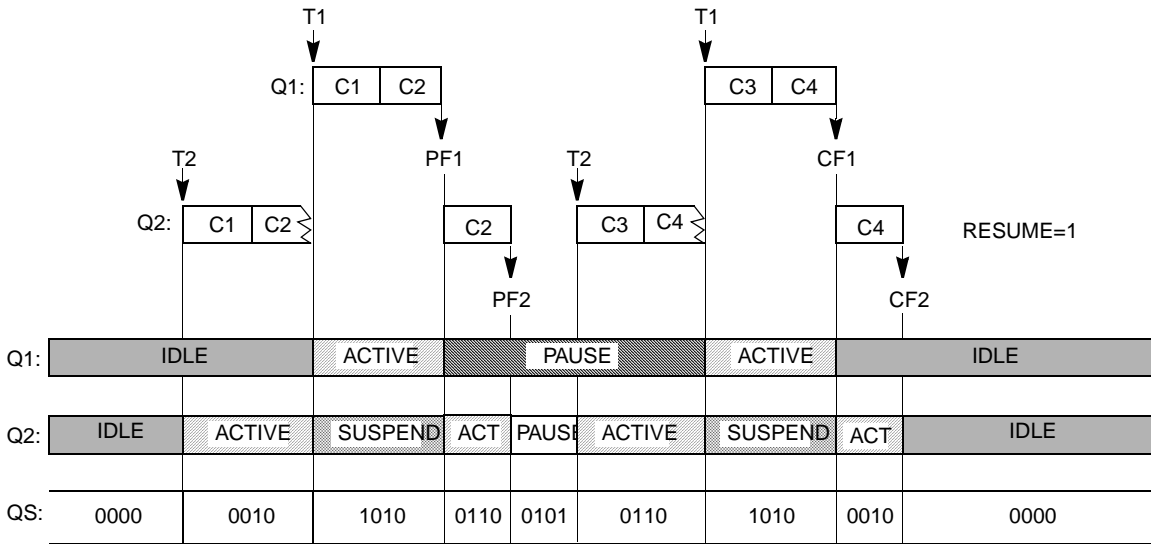 T1 T1
Q1: C1 C2 C3 C4
T2 PF1 T2 CF1
Q2: C1 C2 C2 C3 C4 C4 RESUME=1
PF2 CF2
Q1: IDLE ACTIVE PAUSE ACTIVE IDLE
Q2: IDLE ACTIVE SUSPEND ACT PAUSE ACTIVE SUSPEND ACT IDLE
QS: 0000 0010 1010 0110 0101 0110 1010 0010 0000